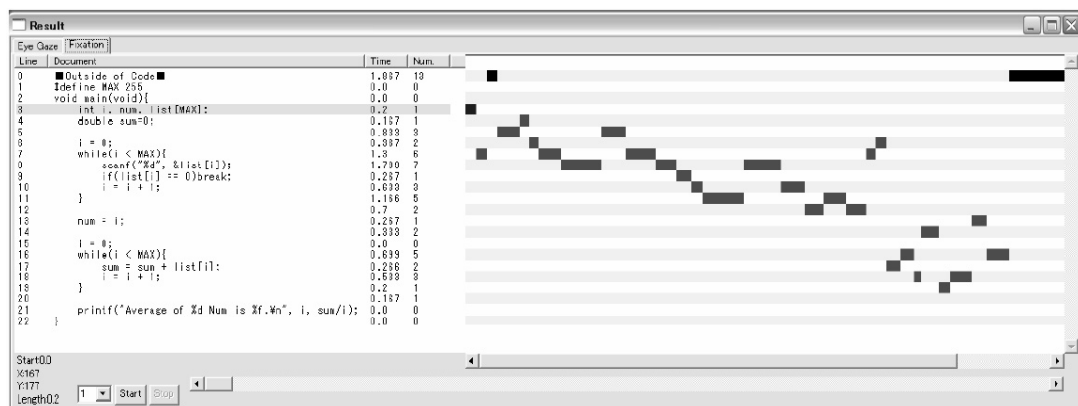 Result
Eye Gaze Fixation
Line Document Time Num.
0 ■Outside of Code■ 1.067 13
1 #define MAX 255 0.0 0
2 void main(void){ 0.0 0
3 int i, num, list[MAX]; 0.2 1
4 double sum=0; 0.167 1
5 0.833 3
6 i = 0; 0.367 2
7 while(i < MAX){ 1.3 6
8 scanf("%d", &list[i]); 1.700 7
9 if(list[i] == 0)break; 0.267 1
10 i = i + 1; 0.633 3
11 } 1.166 5
12 0.7 2
13 num = i; 0.267 1
14 0.333 2
15 i = 0; 0.0 0
16 while(i < MAX){ 0.699 5
17 sum = sum + list[i]; 0.266 2
18 i = i + 1; 0.533 3
19 } 0.2 1
20 0.167 1
21 printf("Average of %d Num is %f.¥n", i, sum/i); 0.0 0
22 } 0.0 0
Start:0.0
X:167
Y:177
Length:0.2
1 Start Stop